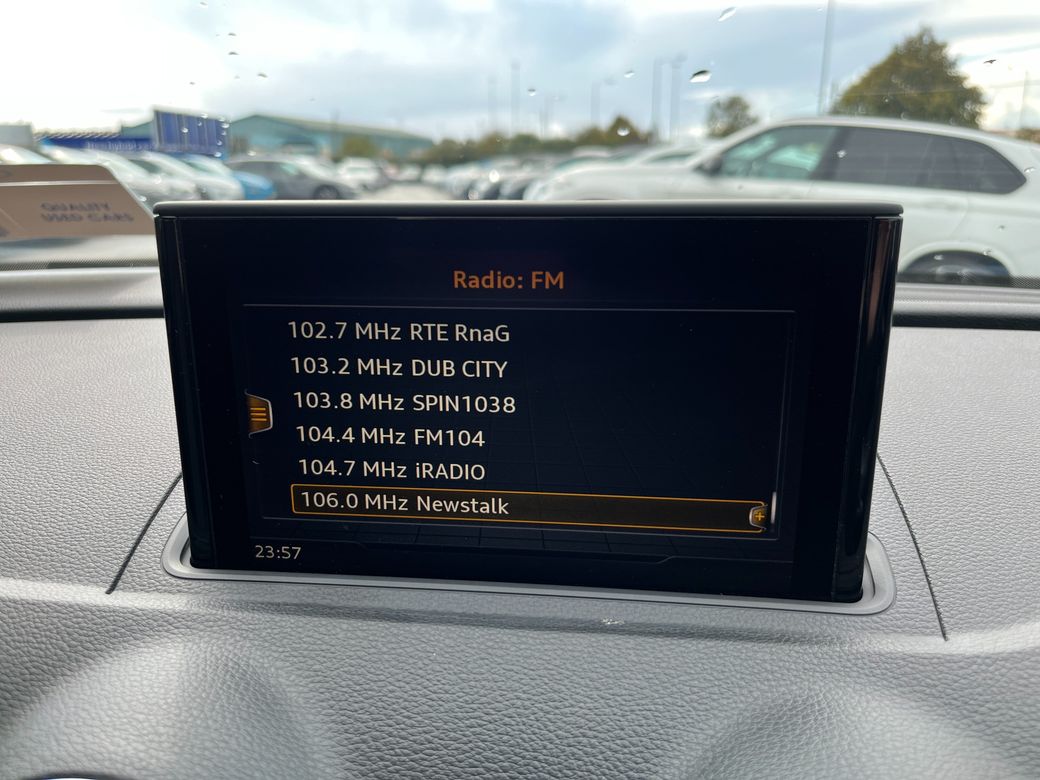 QUALITY
USED CARS
Radio: FM
102.7 MHz RTE RnaG
103.2 MHz DUB CITY
103.8 MHz SPIN1038
104.4 MHz FM104
104.7 MHz iRADIO
106.0 MHz Newstalk
23:57